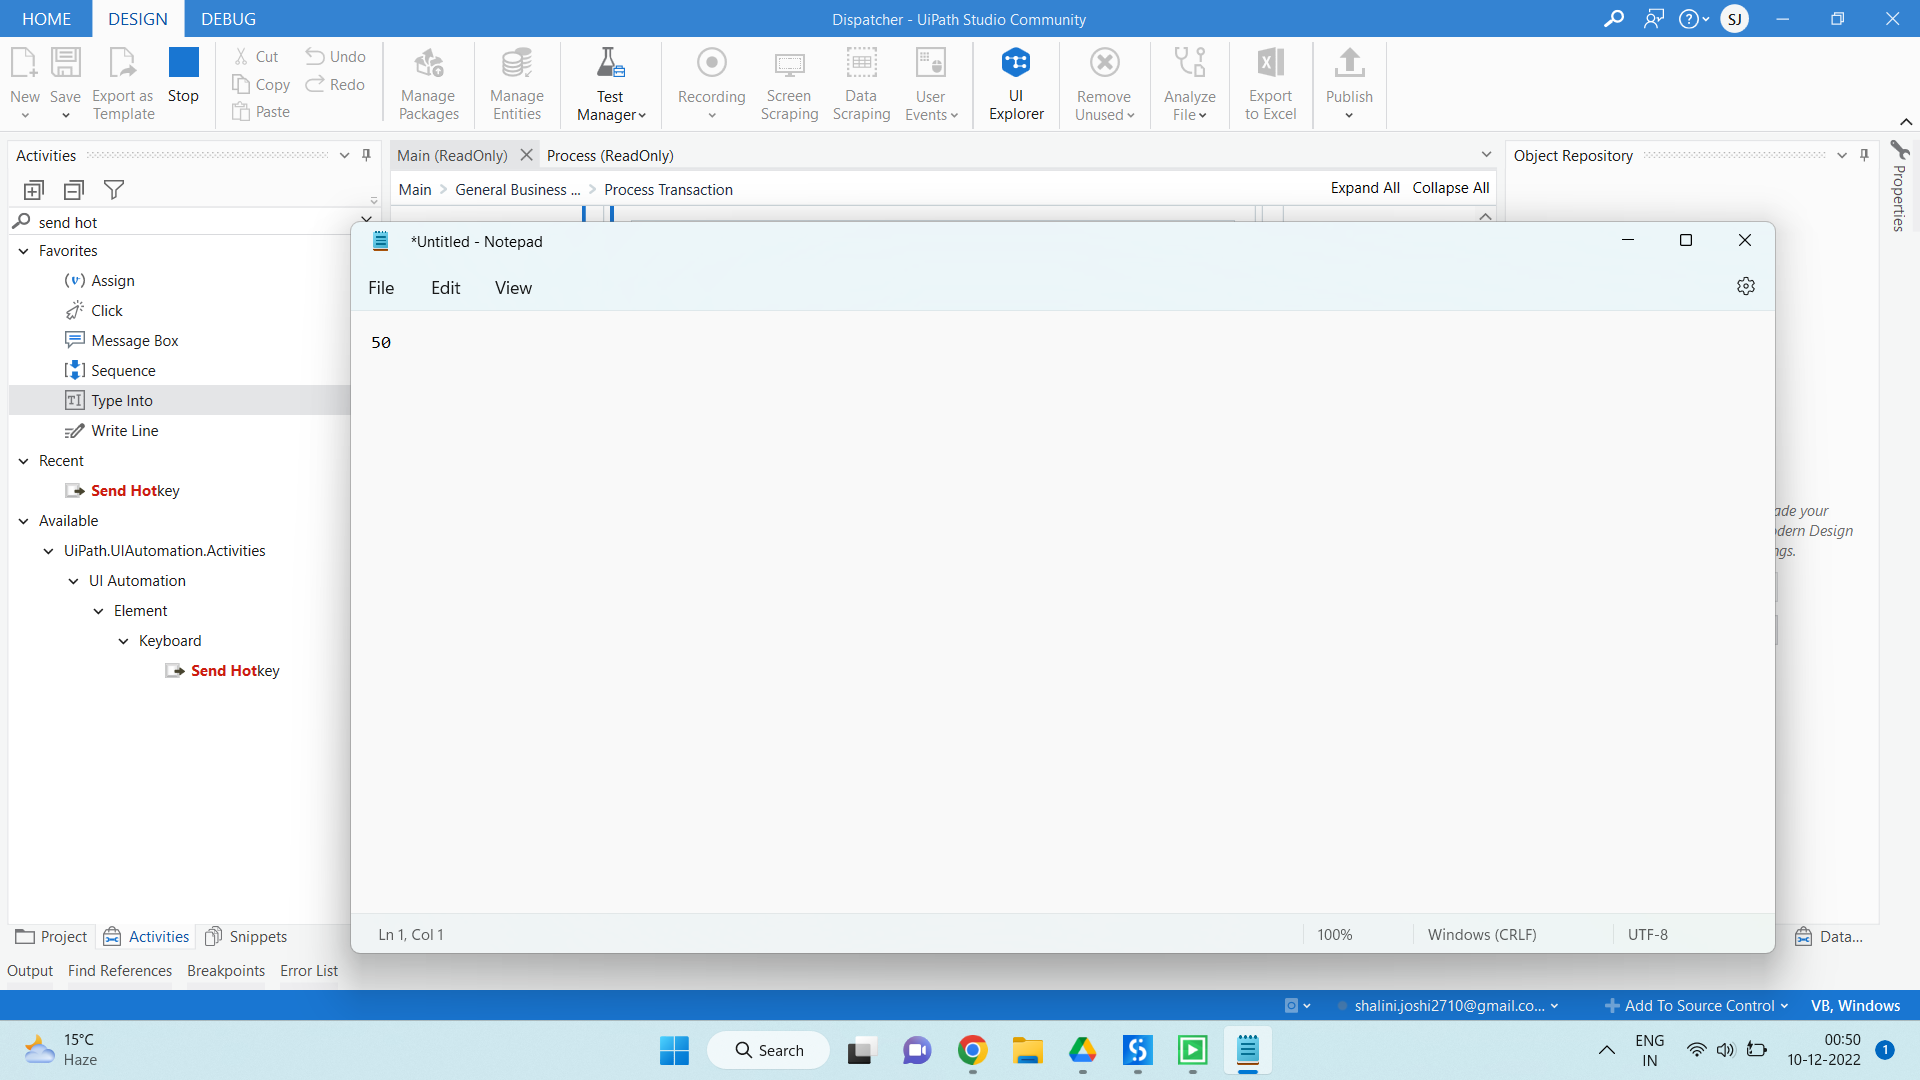 HOME DESIGN DEBUG
Dispatcher - UiPath Studio Community
SJ
New
Save
Export as
Template
Stop
Cut
Copy
Paste
Undo
Redo
Manage
Packages
Manage
Entities
Test
Manager
Recording
Screen
Scraping
Data
Scraping
User
Events
UI
Explorer
Remove
Unused
Analyze
File
Export
to Excel
Publish
Activities
send hot
Favorites
Assign
Click
Message Box
Sequence
Type Into
Write Line
Recent
Send Hotkey
Available
UiPath.UIAutomation.Activities
UI Automation
Element
Keyboard
Send Hotkey
Main (ReadOnly)
Process (ReadOnly)
Main > General Business ... > Process Transaction
Expand All
Collapse All
Object Repository
Properties
*Untitled - Notepad
File Edit View
50
Ln 1, Col 1
100%
Windows (CRLF)
UTF-8
your
Design
Project
Activities
Snippets
Data...
Output
Find References
Breakpoints
Error List
shalini.joshi2710@gmail.co...
Add To Source Control
VB, Windows
15°C
Haze
Search
ENG
IN
00:50
10-12-2022
1